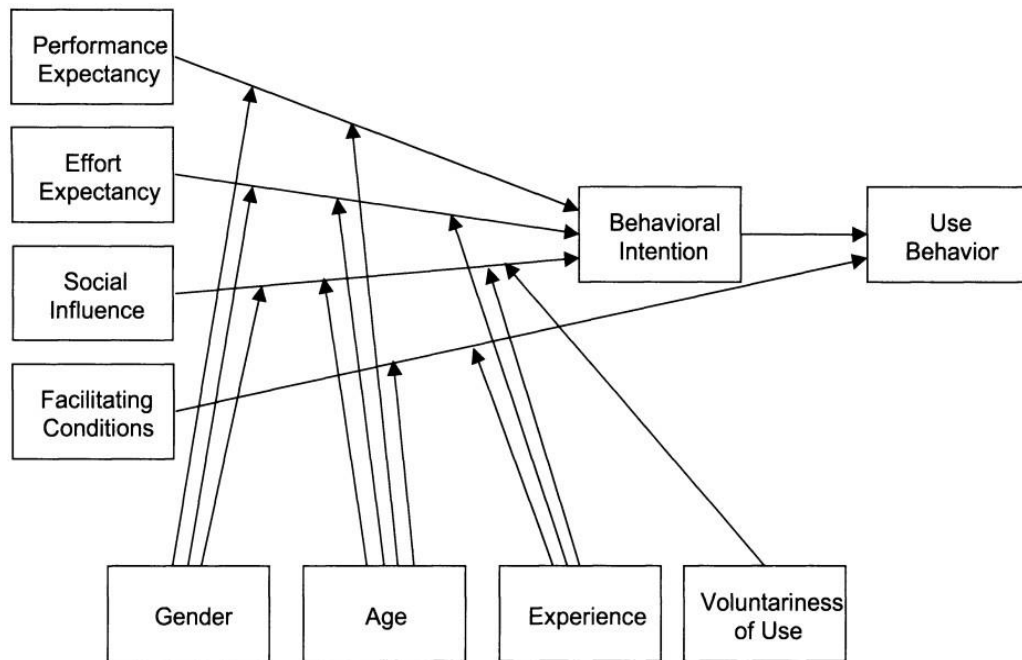 Performance
Expectancy
Effort
Expectancy
Social
Influence
Facilitating
Conditions
Behavioral
Intention
Use
Behavior
Gender
Age
Experience
Voluntariness
of Use